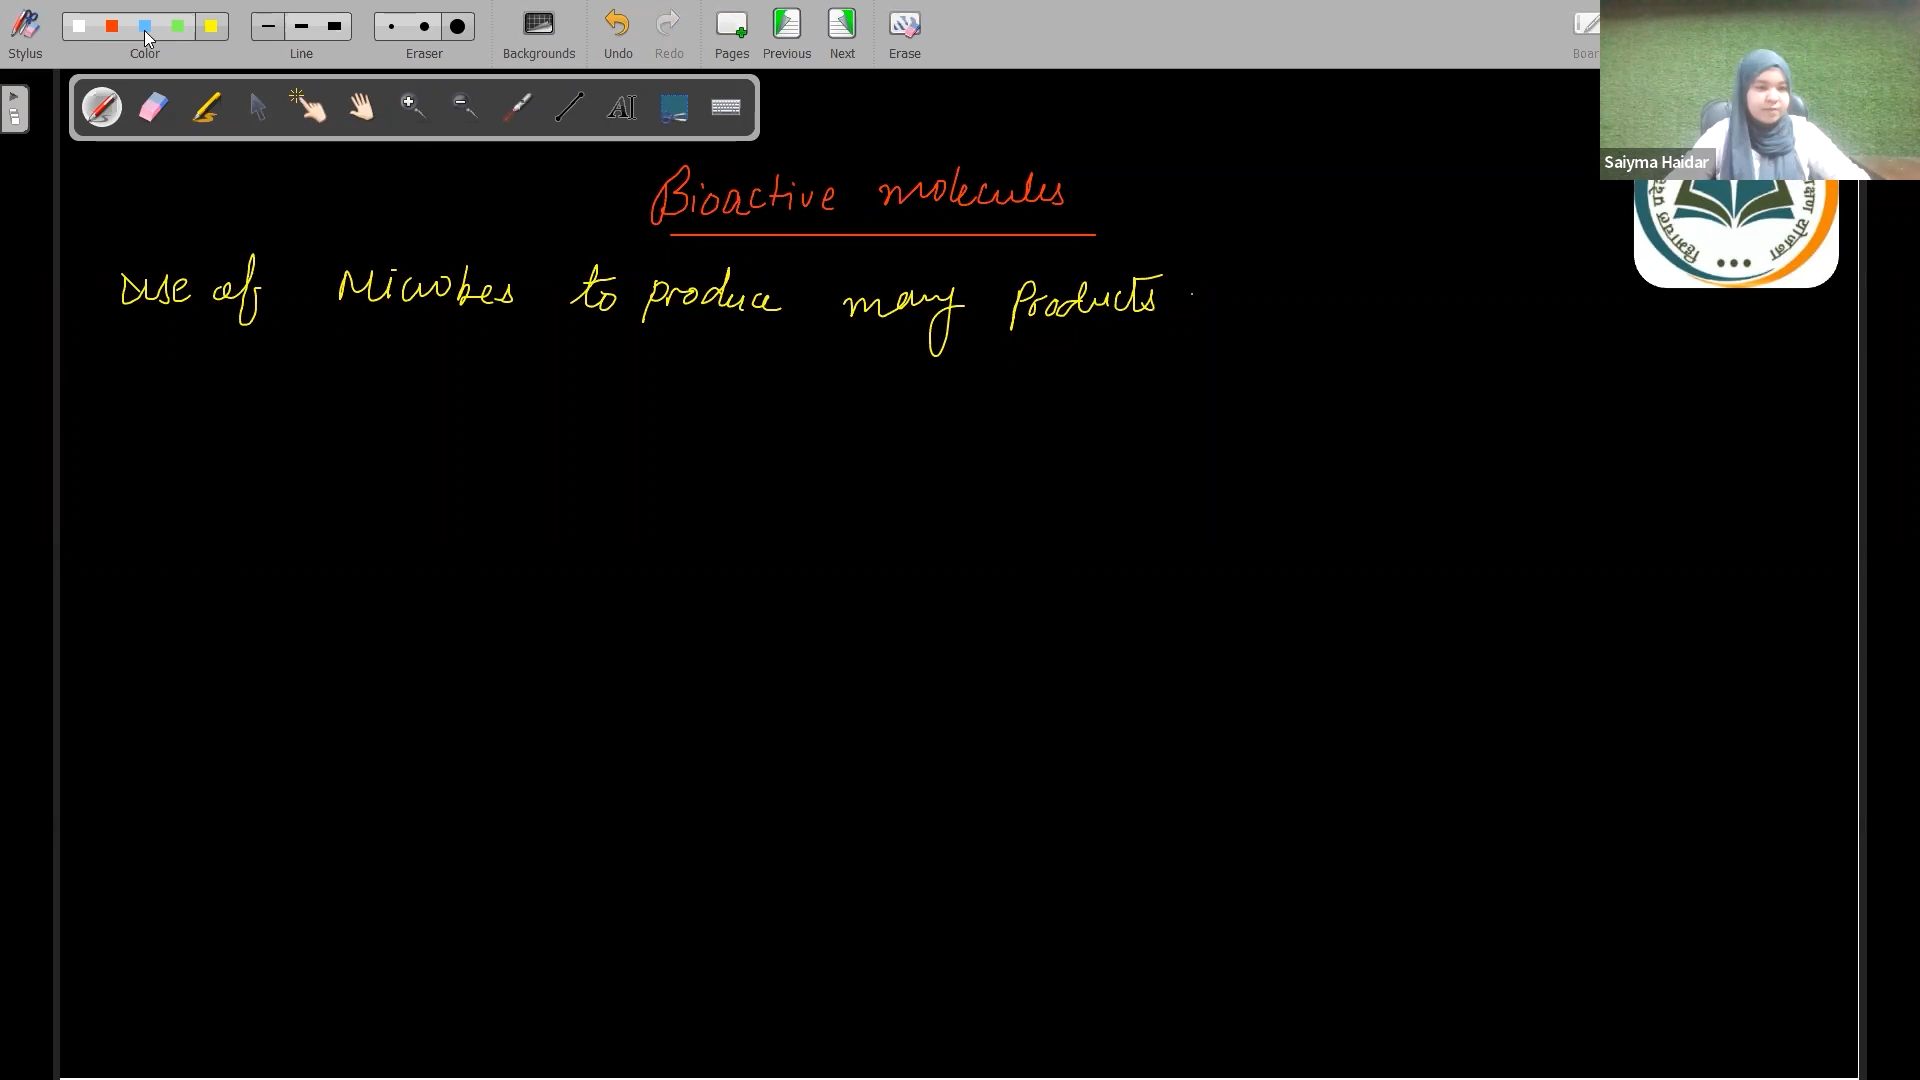 Stylus Color Line Eraser Backgrounds Undo Redo Pages Previous Next Erase Boar
Saiyma Haidar
Bioactive molecules
Use of Microbes to produce many Products